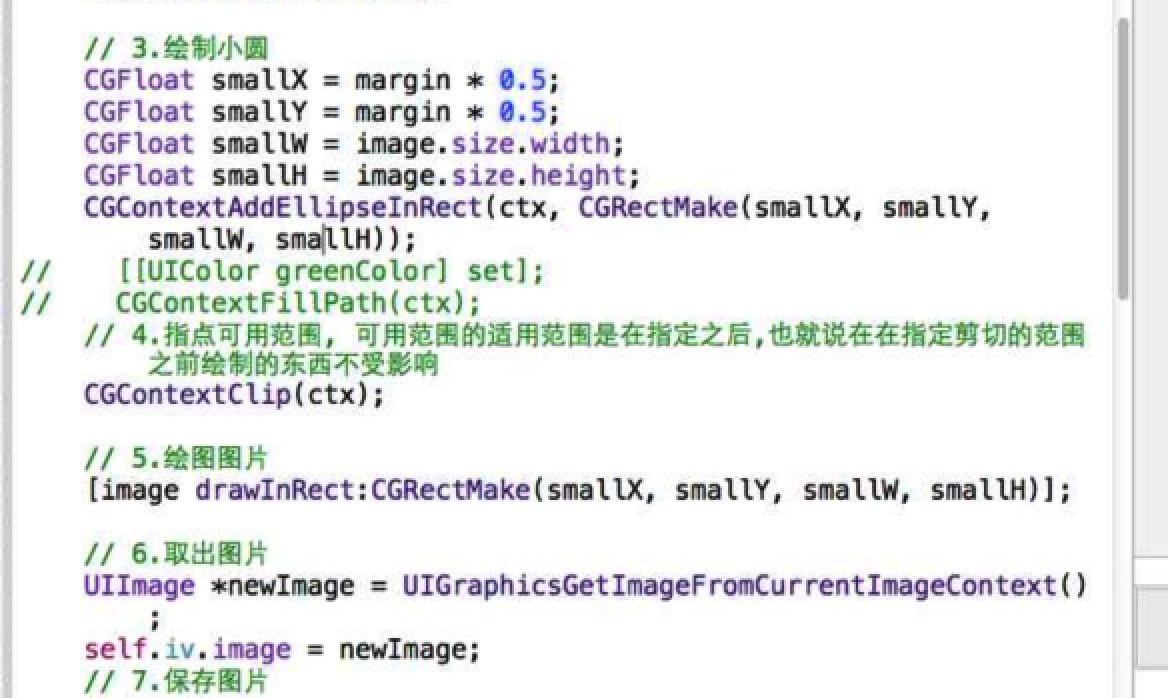 // 3.绘制小圆
CGFloat smallX = margin * 0.5;
CGFloat smallY = margin * 0.5;
CGFloat smallW = image.size.width;
CGFloat smallH = image.size.height;
CGContextAddEllipseInRect(ctx, CGRectMake(smallX, smallY,
smallW, smallH));
//    [[UIColor greenColor] set];
//    CGContextFillPath(ctx);
// 4.指点可用范围, 可用范围的适用范围是在指定之后,也就说在在指定剪切的范围
之前绘制的东西不受影响
CGContextClip(ctx);
// 5.绘图图片
[image drawInRect:CGRectMake(smallX, smallY, smallW, smallH)];
// 6.取出图片
UIImage *newImage = UIGraphicsGetImageFromCurrentImageContext()
;
self.iv.image = newImage;
// 7.保存图片